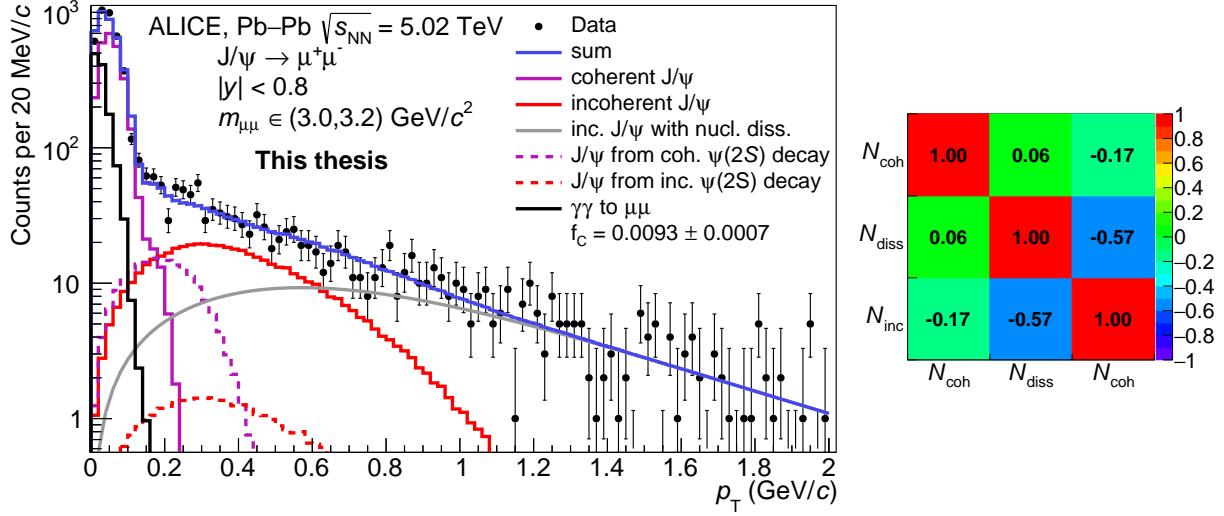 Counts per 20 MeV/c
10³
10²
10
1
ALICE, Pb–Pb √sNN = 5.02 TeV
J/ψ → μ⁺μ⁻
|y| < 0.8
mμμ ∈ (3.0,3.2) GeV/c²
This thesis
Data
sum
coherent J/ψ
incoherent J/ψ
inc. J/ψ with nucl. diss.
J/ψ from coh. ψ(2S) decay
J/ψ from inc. ψ(2S) decay
γγ to μμ
fC = 0.0093 ± 0.0007
0 0.2 0.4 0.6 0.8 1 1.2 1.4 1.6 1.8 2
pT (GeV/c)
Ncoh 1.00 0.06 -0.17
Ndiss 0.06 1.00 -0.57
Ninc -0.17 -0.57 1.00
Ncoh Ndiss Ncoh
1
0.8
0.6
0.4
0.2
0
–0.2
–0.4
–0.6
–0.8
–1